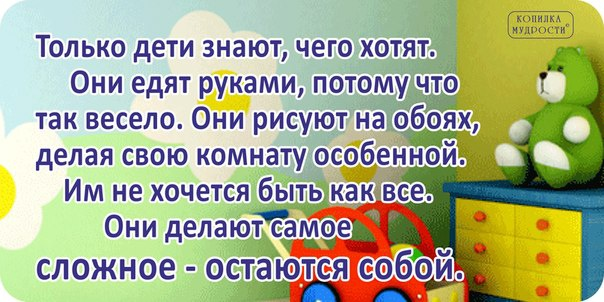 КОПИЛКА
МУДРОСТИ©
Только дети знают, чего хотят.
Они едят руками, потому что
так весело. Они рисуют на обоях,
делая свою комнату особенной.
Им не хочется быть как все.
Они делают самое
сложное - остаются собой.